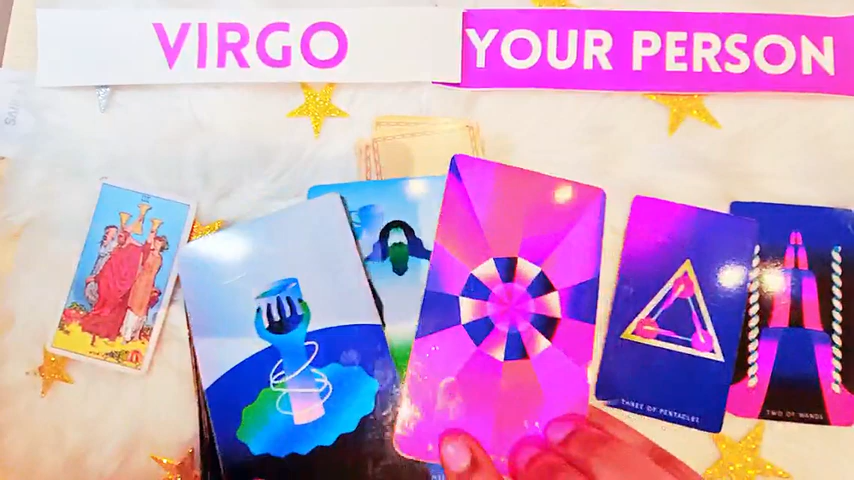 VIRGO
YOUR PERSON
THREE OF PENTACLES
TWO OF WANDS